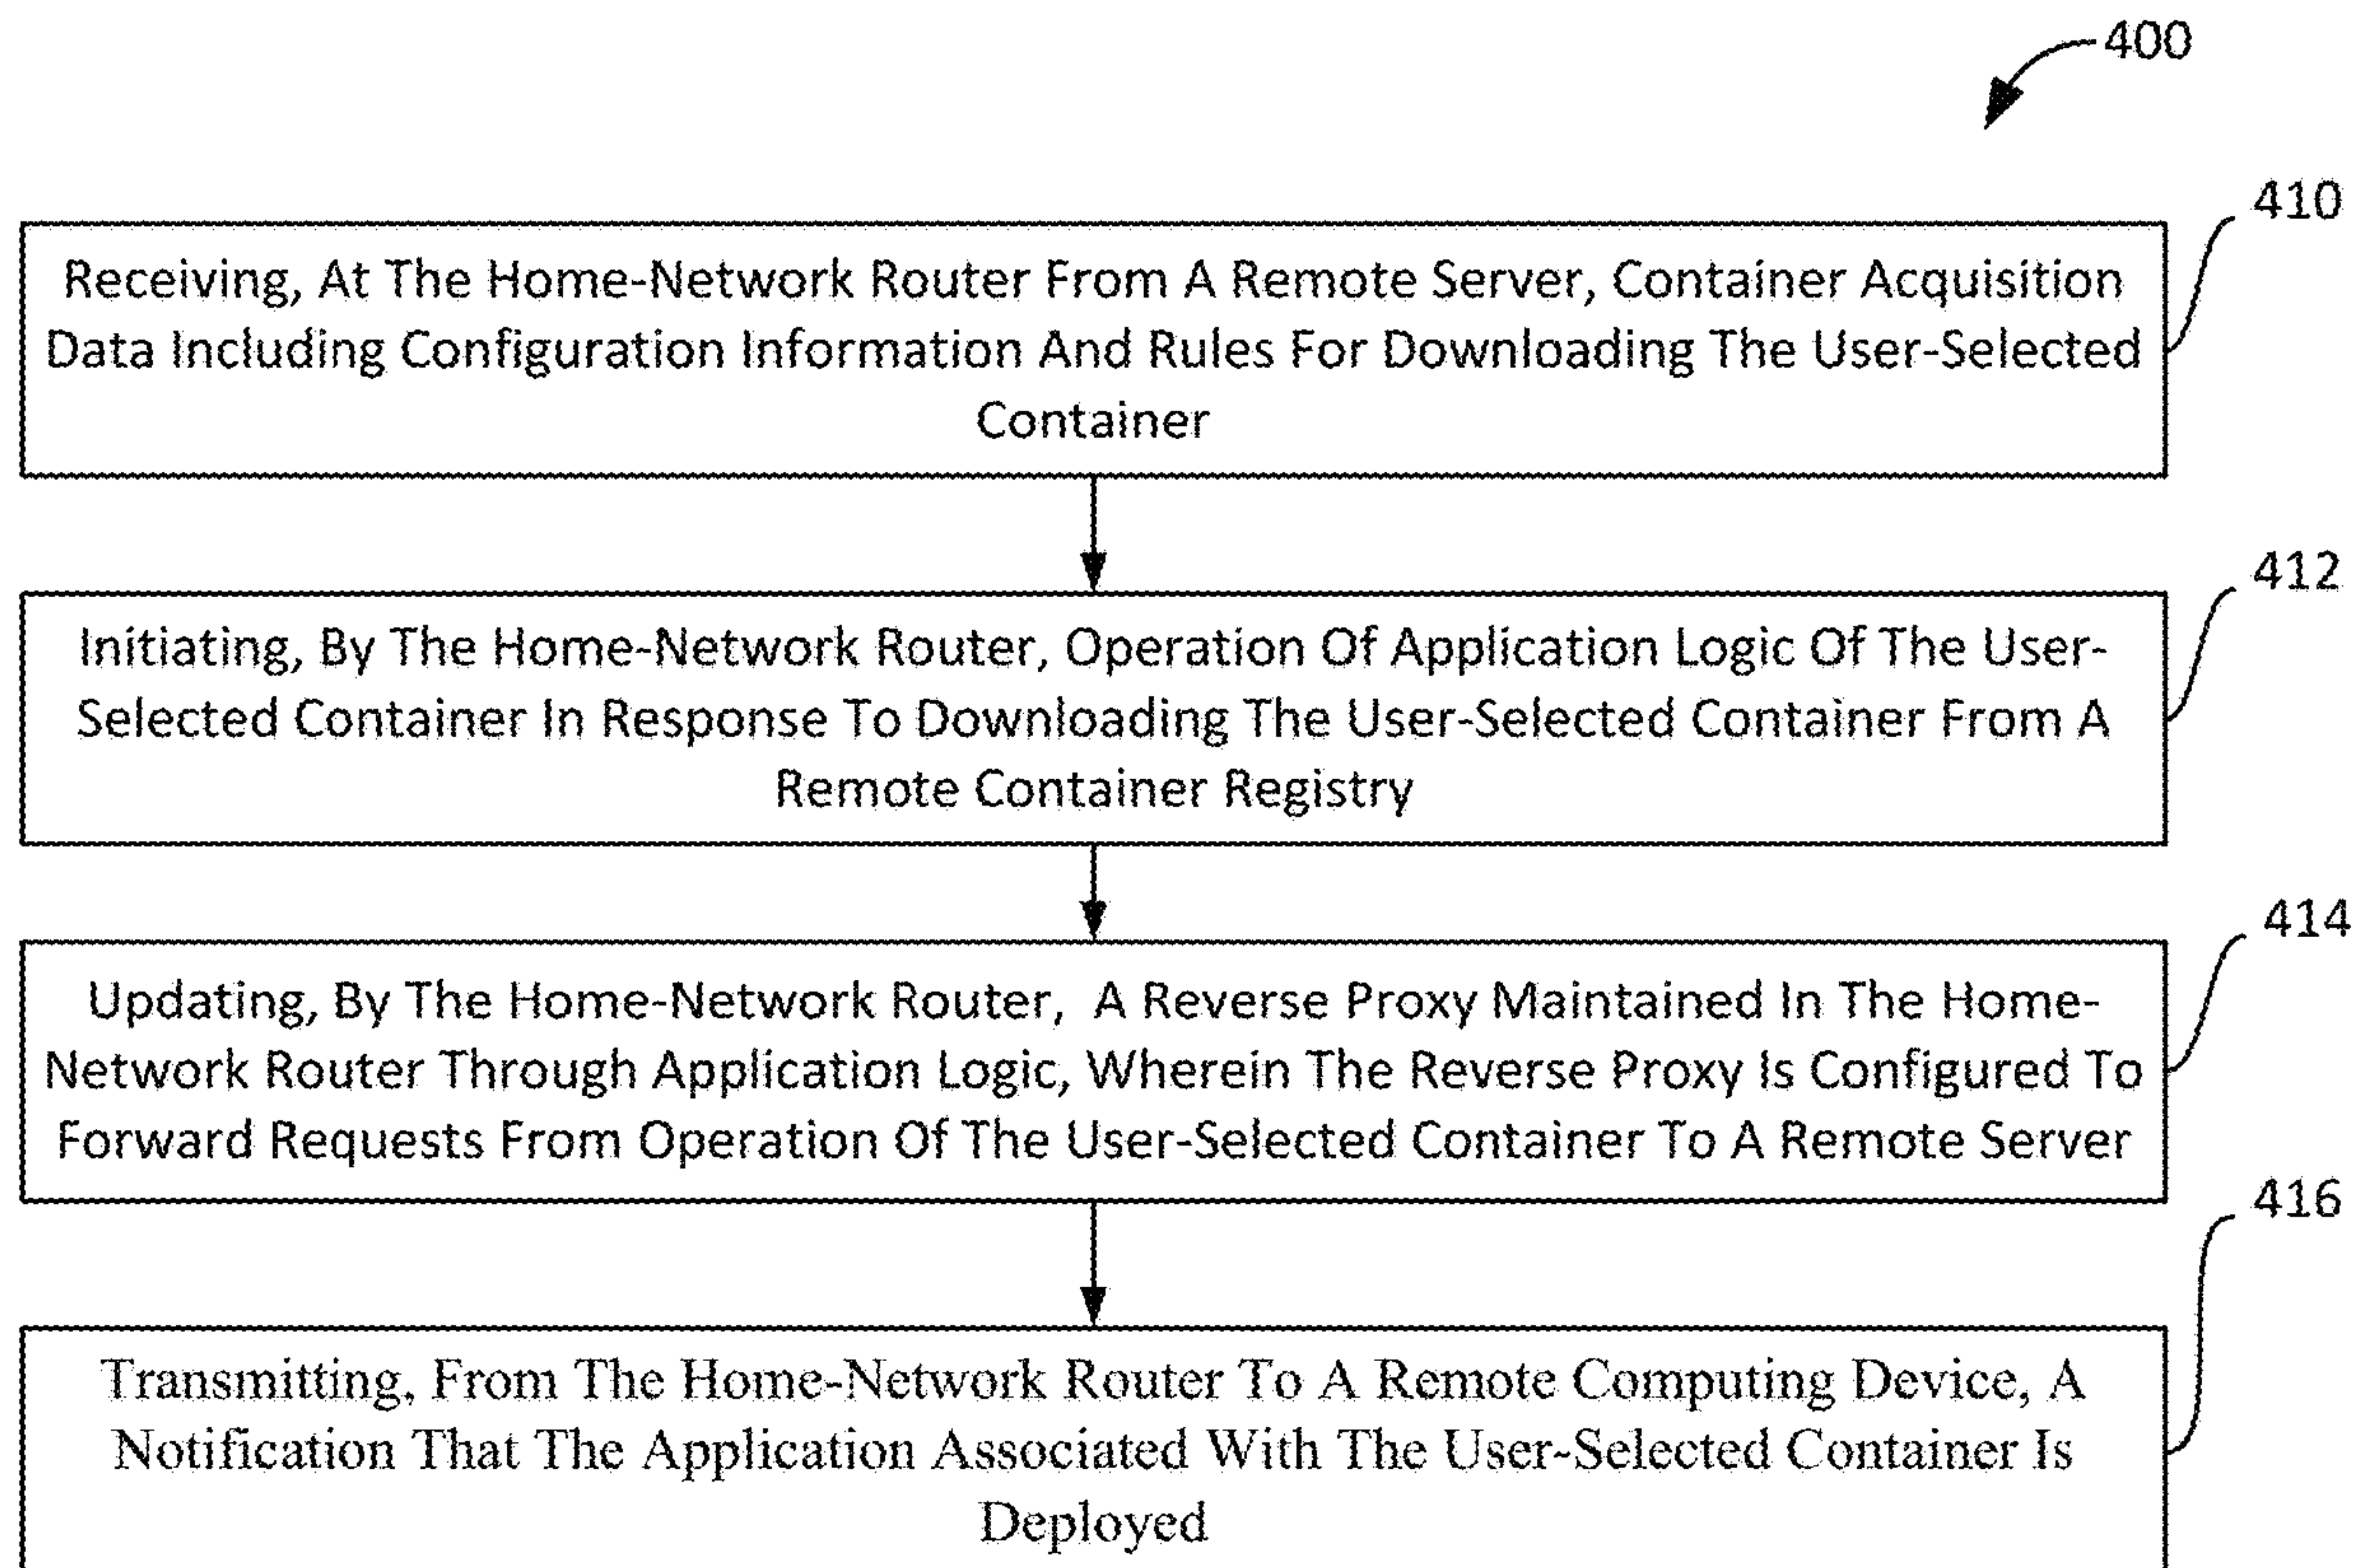 400
410
Receiving, At The Home-Network Router From A Remote Server, Container Acquisition
Data Including Configuration Information And Rules For Downloading The User-Selected
Container
412
Initiating, By The Home-Network Router, Operation Of Application Logic Of The User-
Selected Container In Response To Downloading The User-Selected Container From A
Remote Container Registry
414
Updating, By The Home-Network Router, A Reverse Proxy Maintained In The Home-
Network Router Through Application Logic, Wherein The Reverse Proxy Is Configured To
Forward Requests From Operation Of The User-Selected Container To A Remote Server
416
Transmitting, From The Home-Network Router To A Remote Computing Device, A
Notification That The Application Associated With The User-Selected Container Is
Deployed